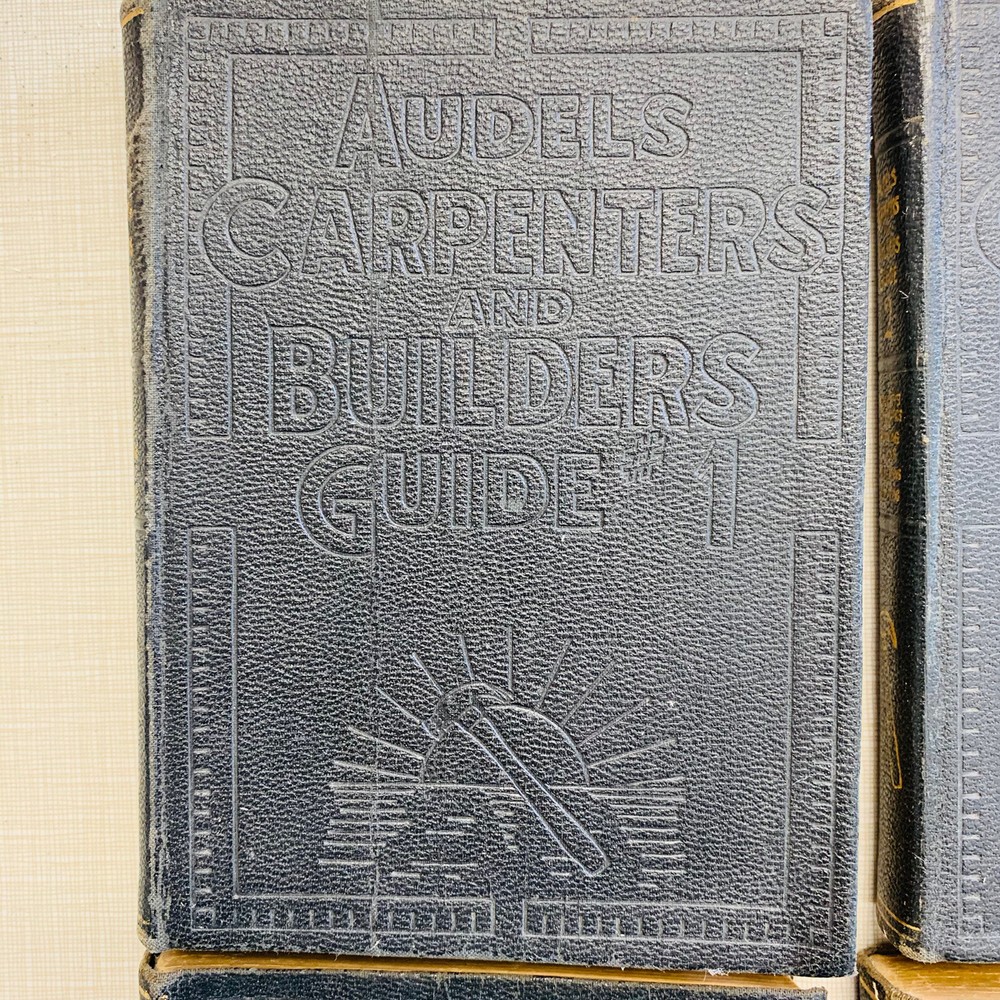 AUDELS
CARPENTERS
AND
BUILDERS
GUIDE #1